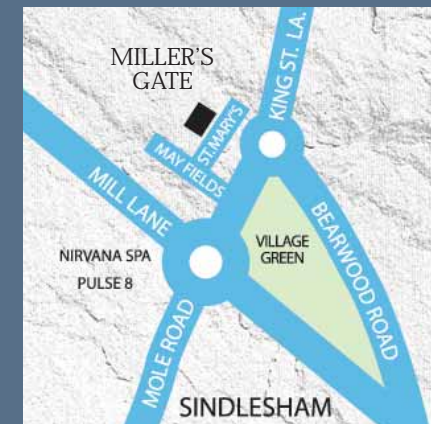 MILLER'S
GATE
KING ST. LA.
ST.MARY'S
MAY FIELDS
MILL LANE
BEARWOOD ROAD
VILLAGE
GREEN
NIRVANA SPA
PULSE 8
MOLE ROAD
SINDLESHAM